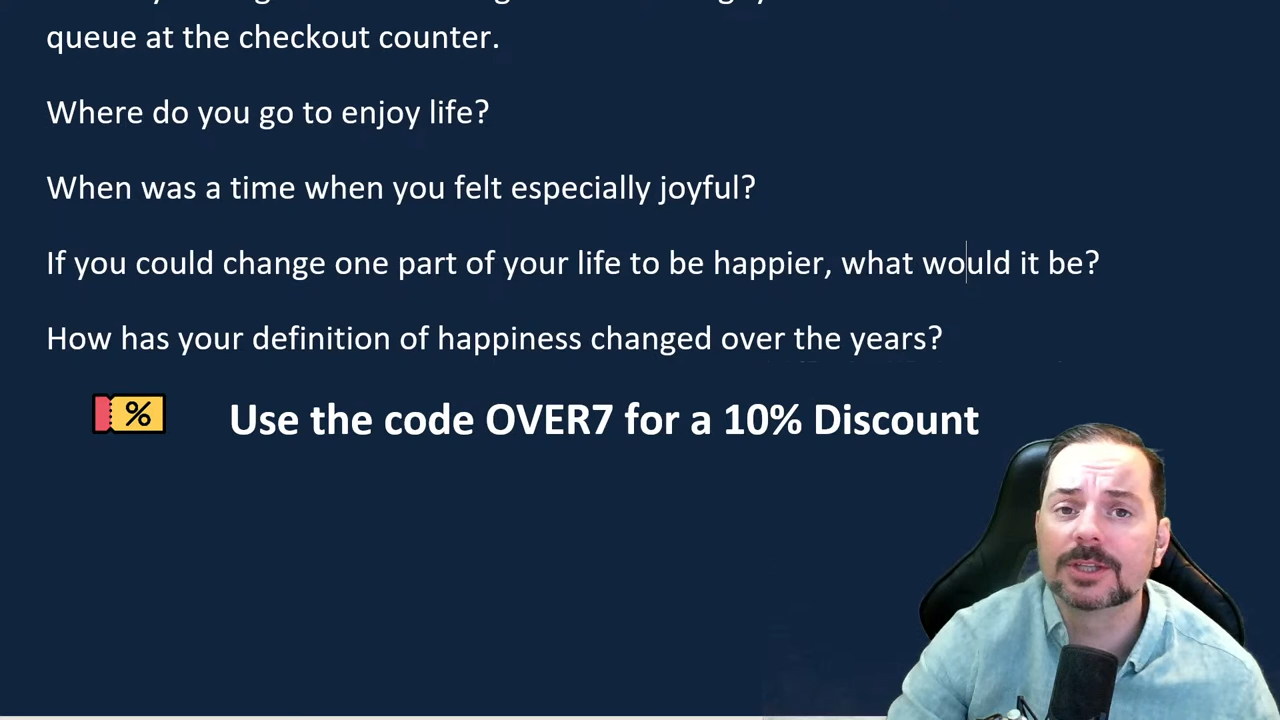 queue at the checkout counter.
Where do you go to enjoy life?
When was a time when you felt especially joyful?
If you could change one part of your life to be happier, what would it be?
How has your definition of happiness changed over the years?
% Use the code OVER7 for a 10% Discount